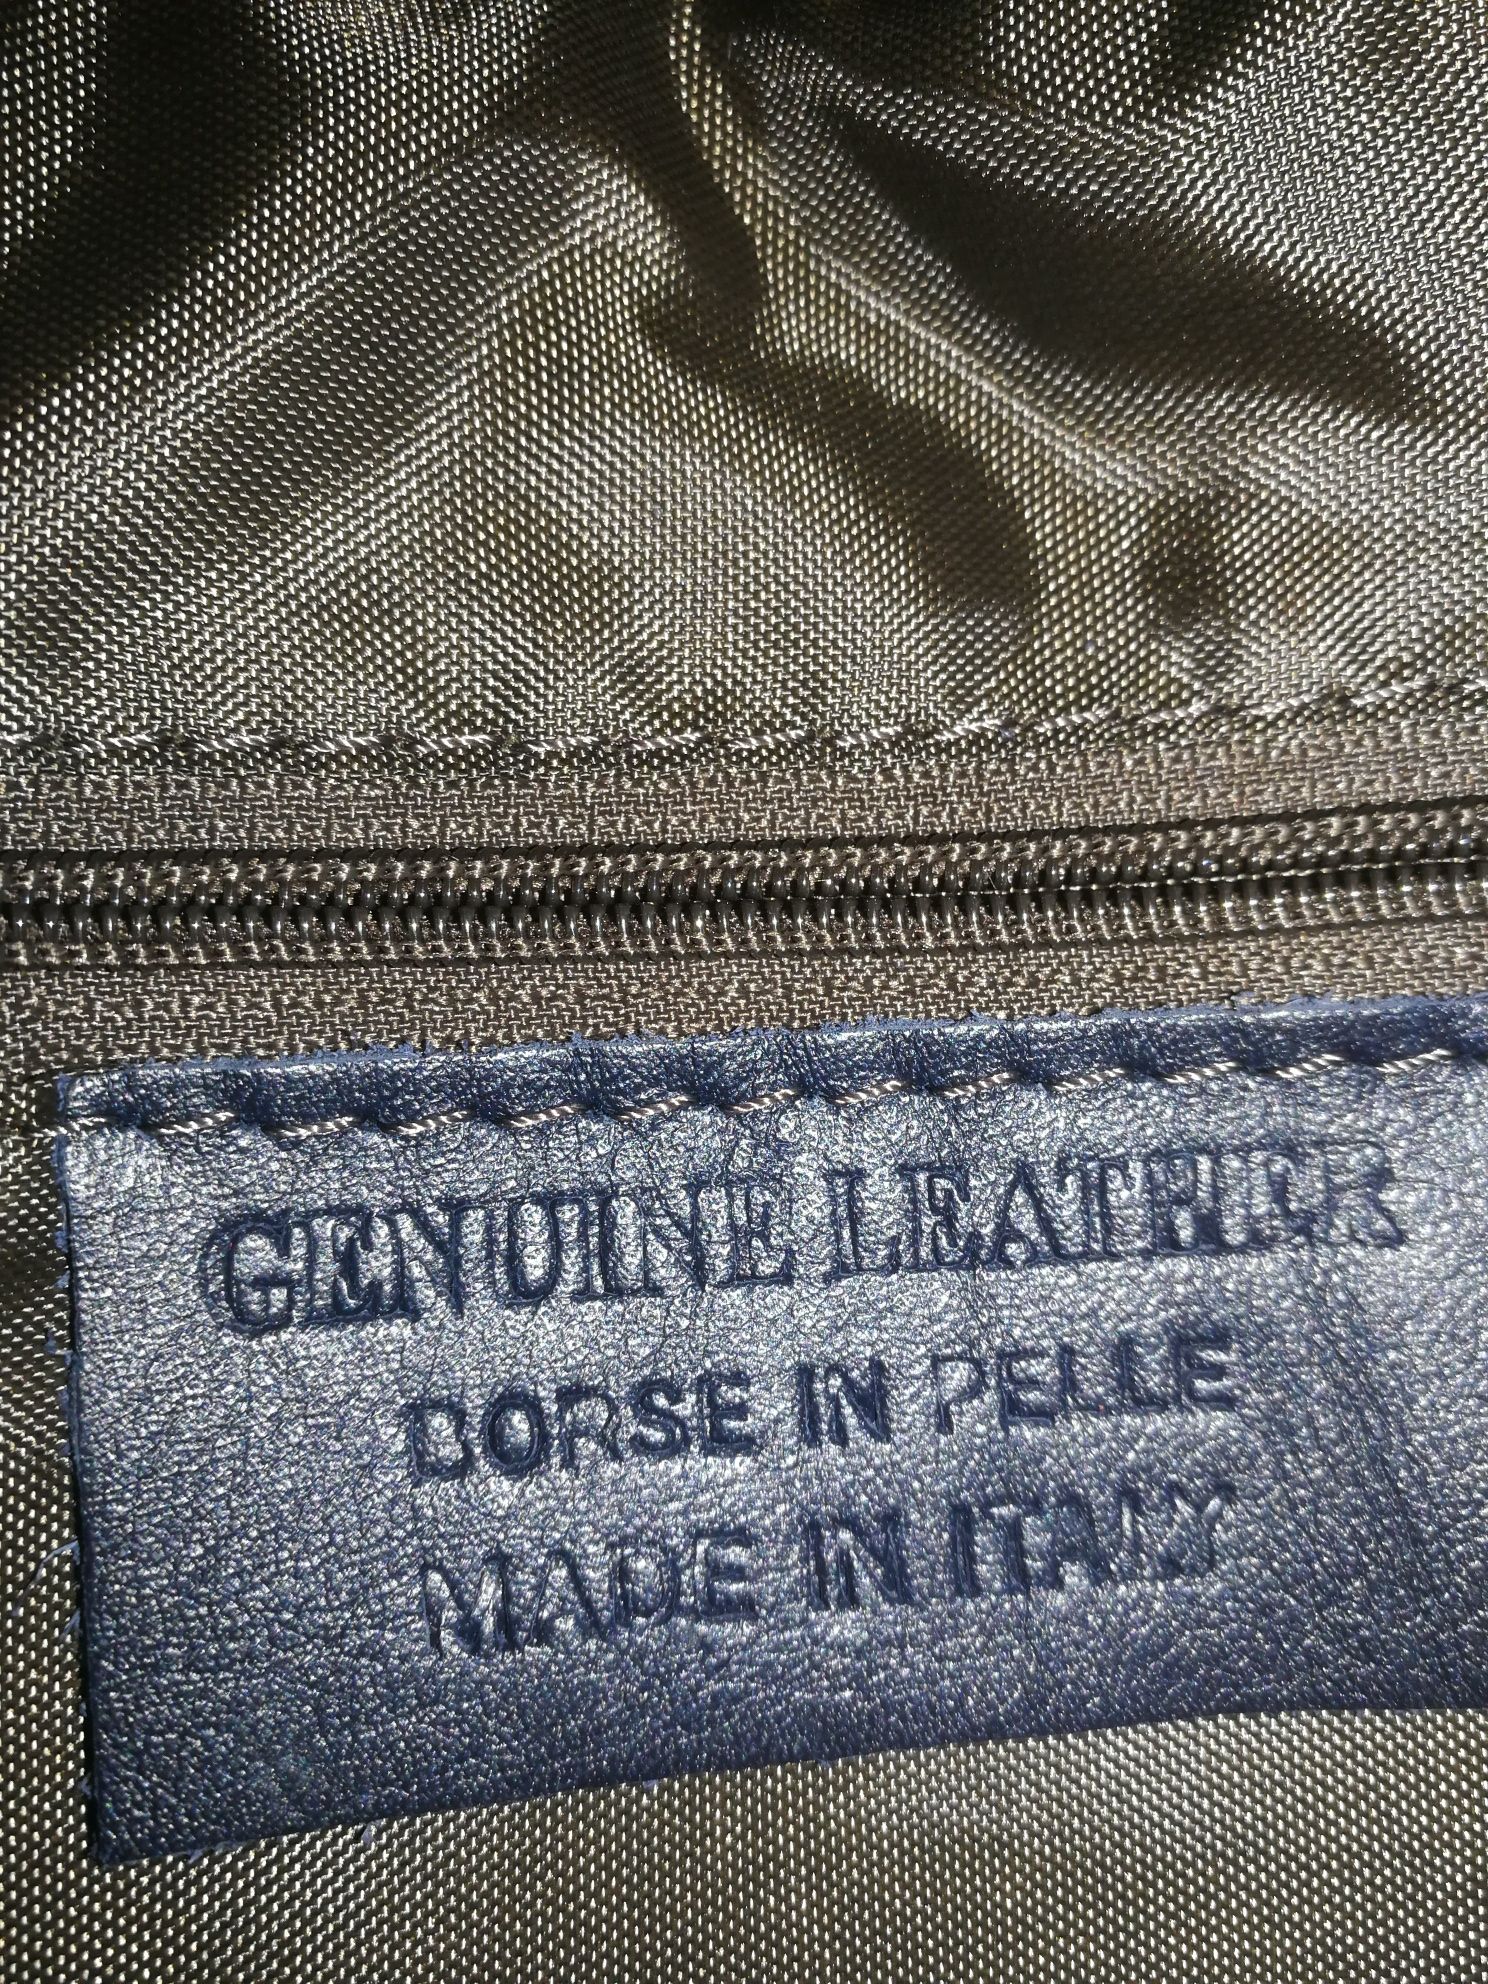 GENUINE LEATHER
BORSE IN PELLE
MADE IN ITALY